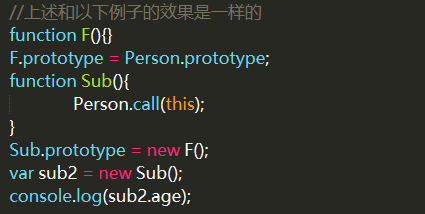 //上述和以下例子的效果是一样的
function F(){}
F.prototype = Person.prototype;
function Sub(){
Person.call(this);
}
Sub.prototype = new F();
var sub2 = new Sub();
console.log(sub2.age);